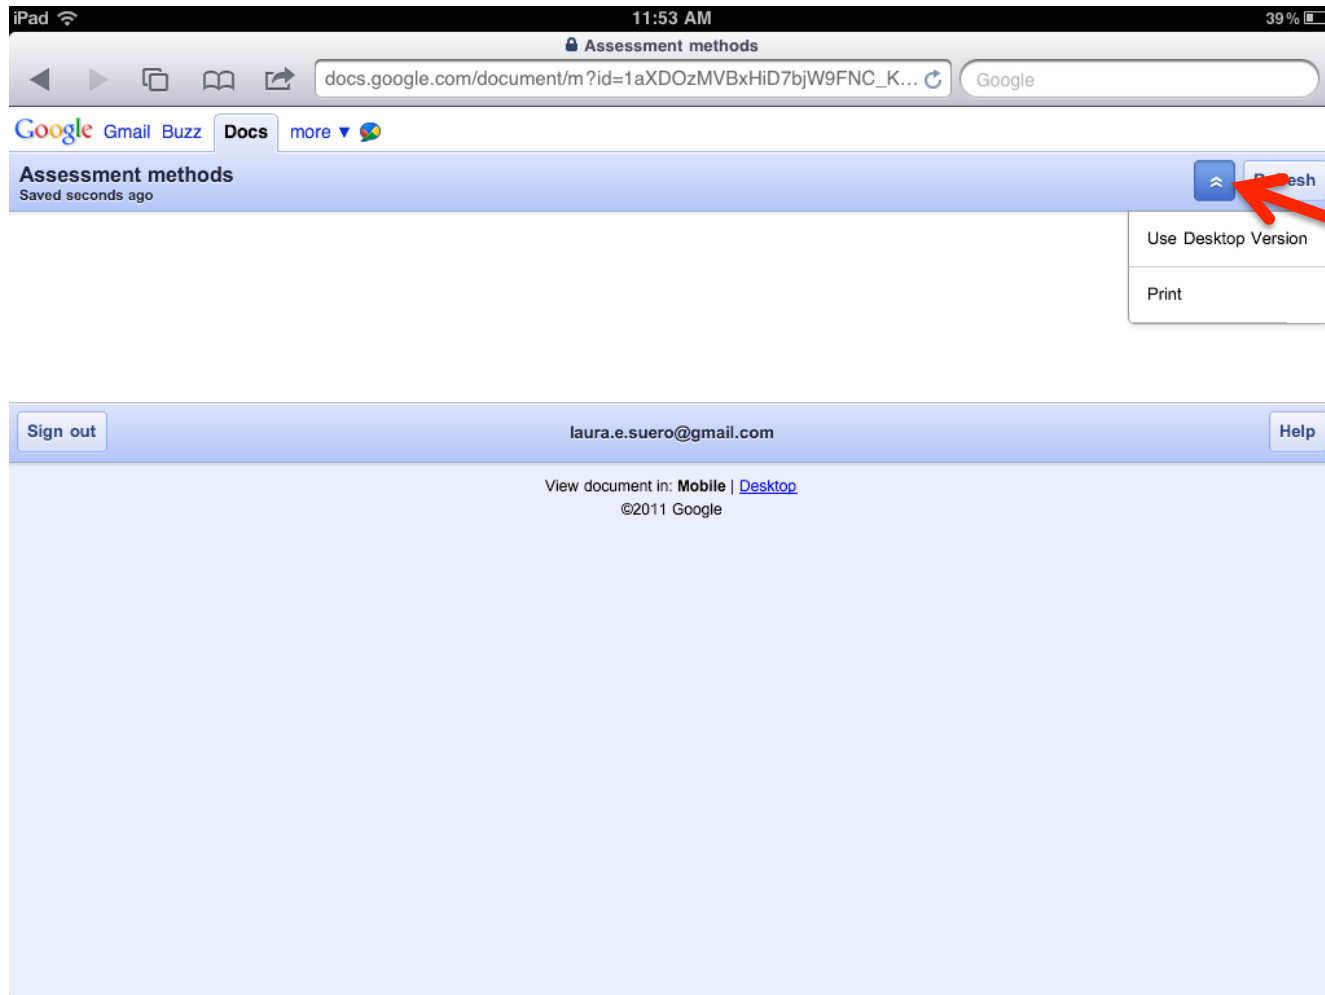 iPad 11:53 AM 39%
Assessment methods
docs.google.com/document/m?id=1aXDOzMVBxHiD7bjW9FNC_K... Google
Google Gmail Buzz Docs more ▼
Assessment methods
Saved seconds ago
Use Desktop Version
Print
Sign out laura.e.suero@gmail.com Help
View document in: Mobile | Desktop
©2011 Google